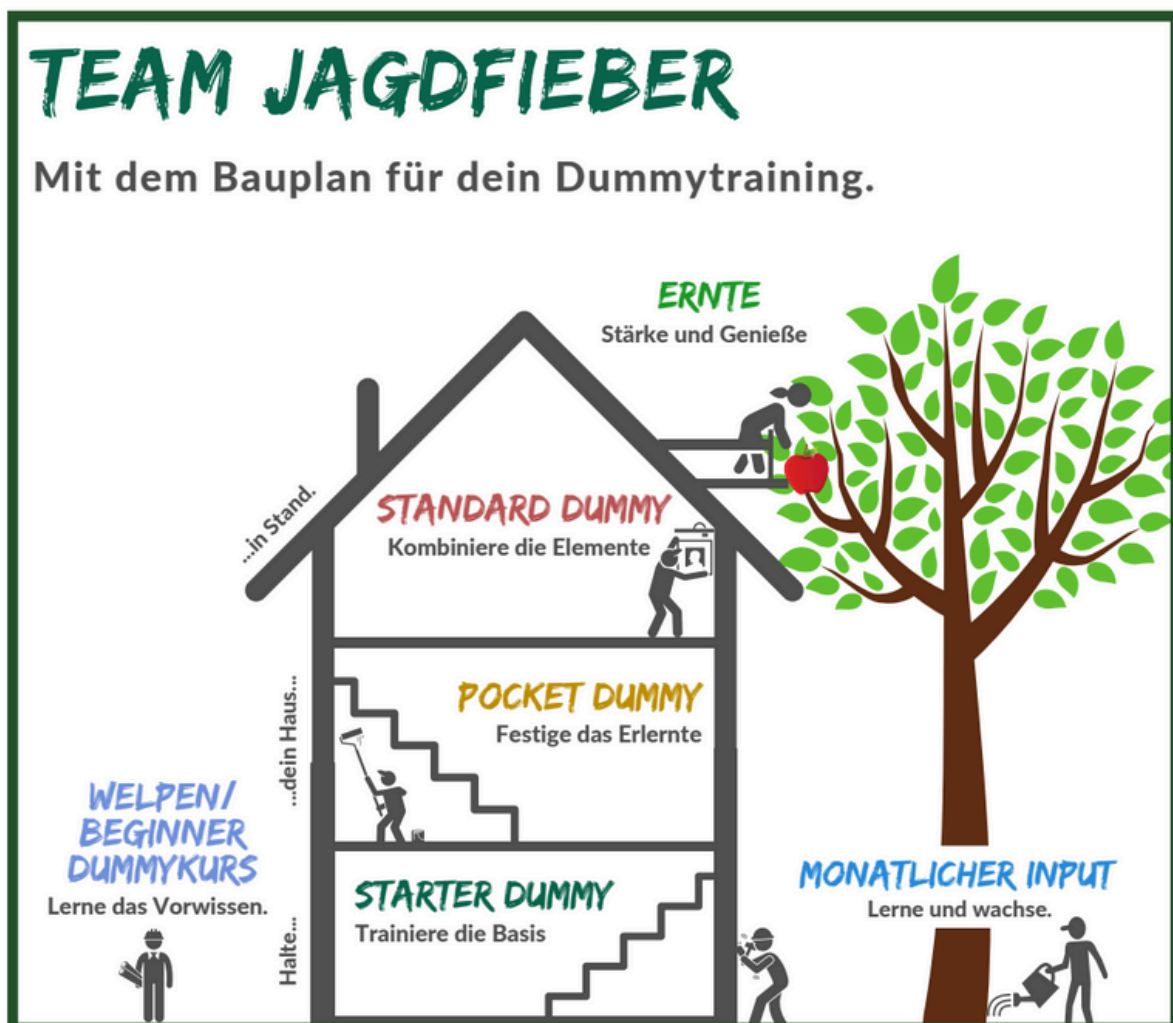 TEAM JAGDFIEBER
Mit dem Bauplan für dein Dummytraining.
ERNTE
Stärke und Genieße
STANDARD DUMMY
Kombiniere die Elemente
POCKET DUMMY
Festige das Erlernte
STARTER DUMMY
Trainiere die Basis
Halte...
...dein Haus...
...in Stand.
WELPEN/
BEGINNER
DUMMYKURS
Lerne das Vorwissen.
MONATLICHER INPUT
Lerne und wachse.